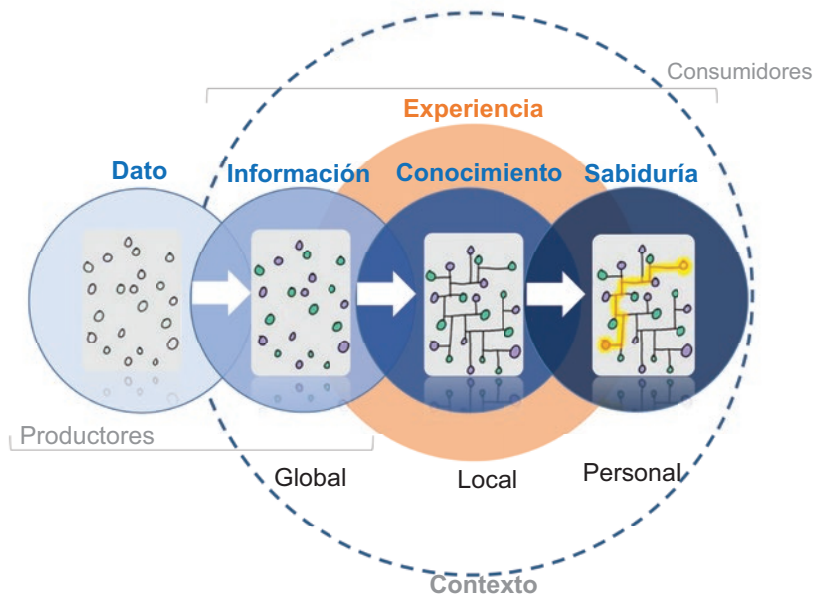 Consumidores
Experiencia
Dato
Información
Conocimiento
Sabiduría
Productores
Global
Local
Personal
Contexto